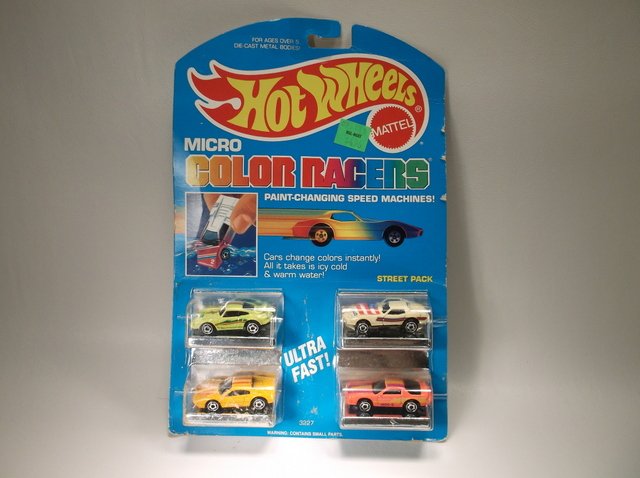 FOR AGES OVER 5
DIE-CAST METAL BODIES!
HOT WHEELS®
MATTEL
MICRO
COLOR RACERS®
PAINT-CHANGING SPEED MACHINES!
Cars change colors instantly!
All it takes is icy cold
& warm water!
STREET PACK
ULTRA
FAST!
3327
WARNING: CONTAINS SMALL PARTS.